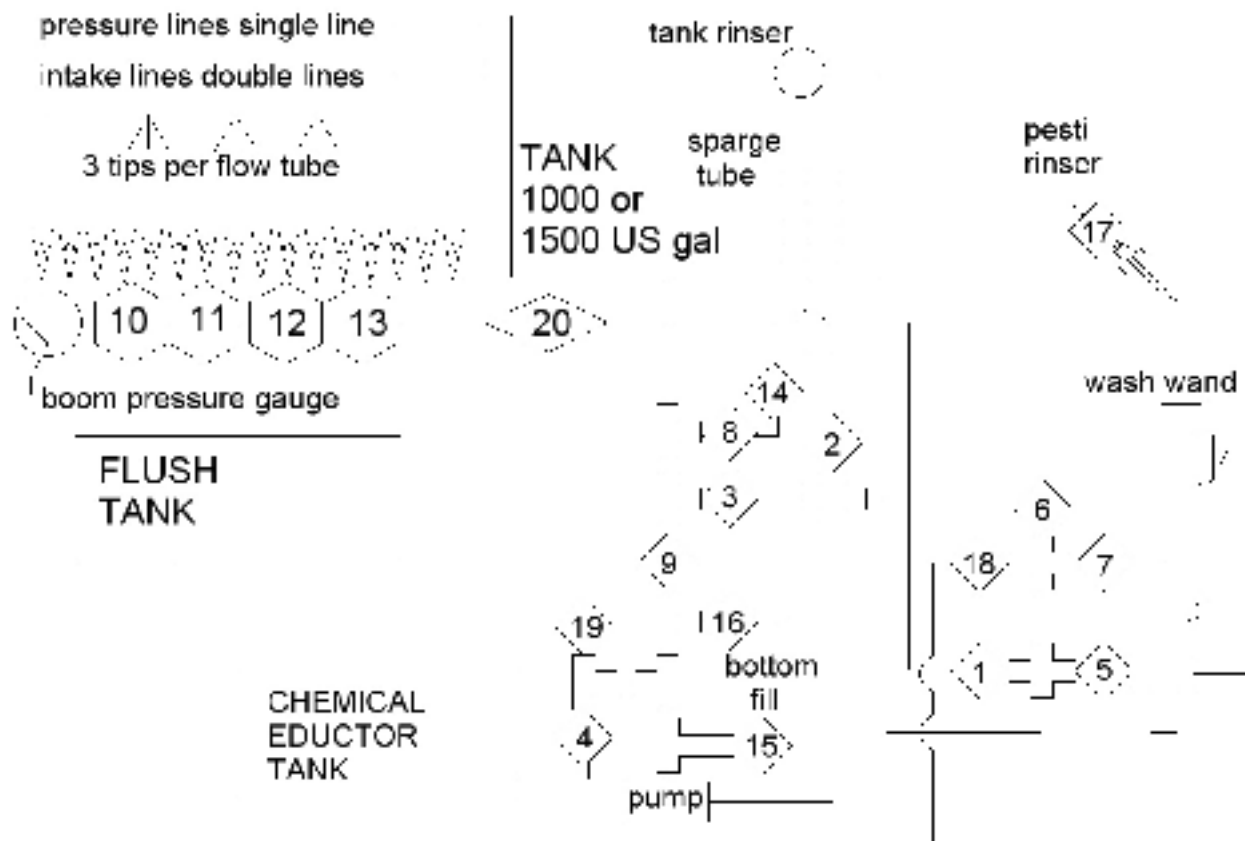 pressure lines single line
intake lines double lines
3 tips per flow tube
tank rinser
sparge
tube
pesti
rinser
TANK
1000 or
1500 US gal
17
10 11 12 13
20
boom pressure gauge
wash wand
14
8
2
FLUSH
TANK
3
6
9
18
7
19
16
bottom
fill
1
5
CHEMICAL
EDUCTOR
TANK
4
15
pump